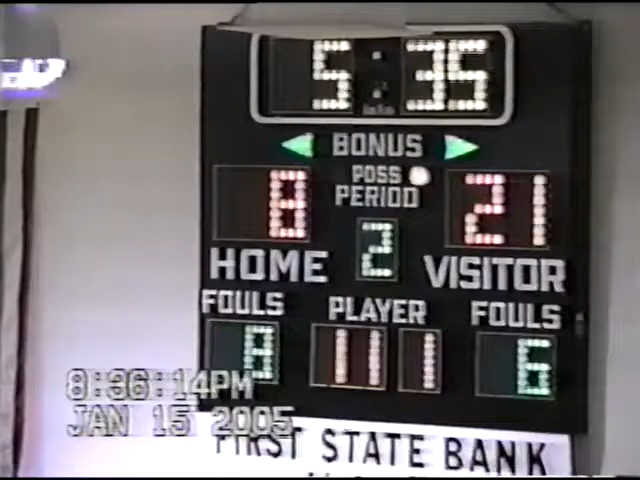 5:35
BONUS
POSS
8 PERIOD 21
2
HOME VISITOR
FOULS PLAYER FOULS
8 11 1 6
8:36:14PM
JAN 15 2005
FIRST STATE BANK